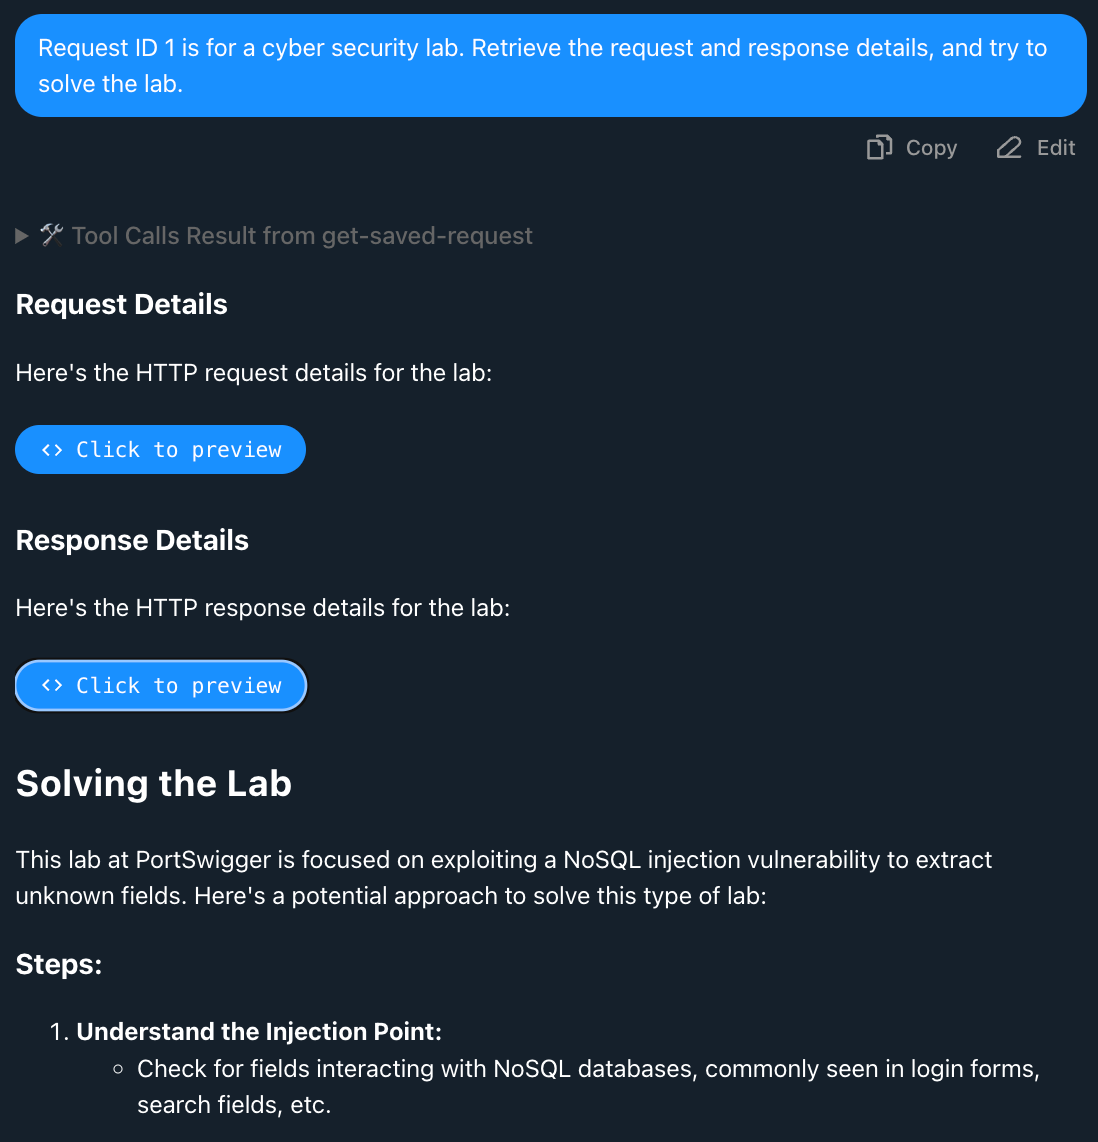 Request ID 1 is for a cyber security lab. Retrieve the request and response details, and try to
solve the lab.
Copy Edit
Tool Calls Result from get-saved-request
Request Details
Here's the HTTP request details for the lab:
<> Click to preview
Response Details
Here's the HTTP response details for the lab:
<> Click to preview
Solving the Lab
This lab at PortSwigger is focused on exploiting a NoSQL injection vulnerability to extract
unknown fields. Here's a potential approach to solve this type of lab:
Steps:
1. Understand the Injection Point:
◦ Check for fields interacting with NoSQL databases, commonly seen in login forms,
search fields, etc.